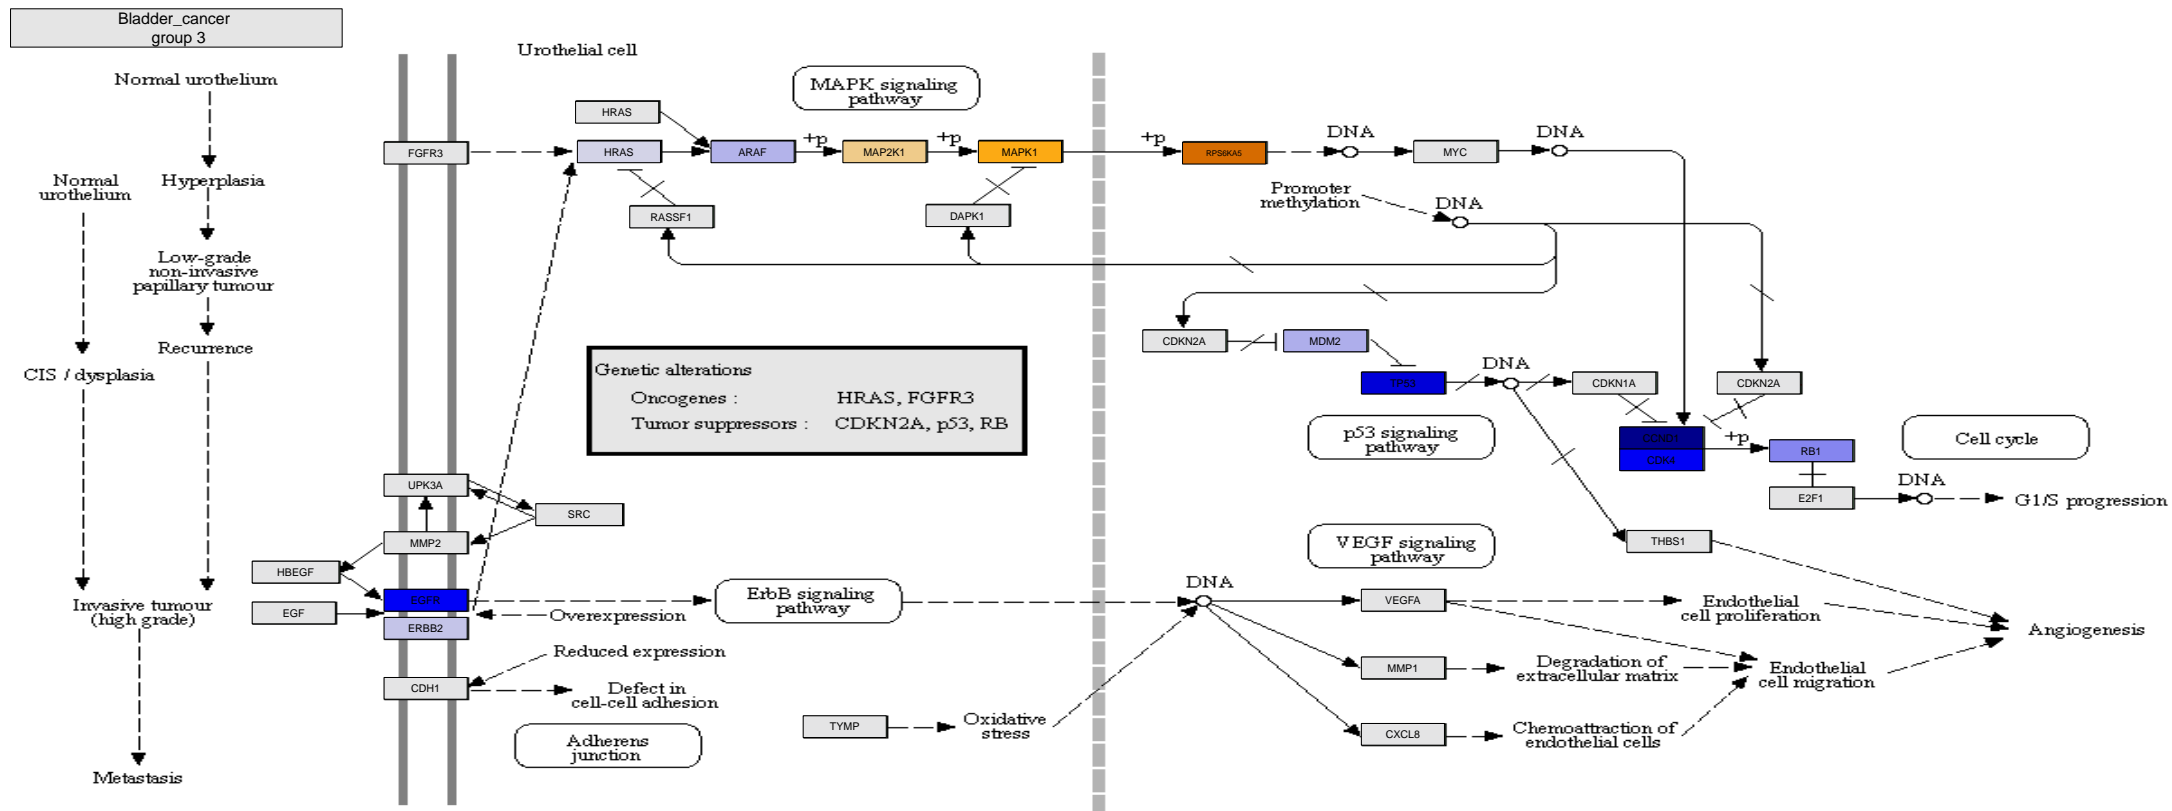 Bladder_cancer
group 3
Urothelial cell
Normal urothelium
MAPK signaling
pathway
HRAS
FGFR3
HRAS
ARAF
+p
MAP2K1
+p
MAPK1
+p
RPS6KA5
DNA
MYC
DNA
Normal
urothelium
Hyperplasia
RASSF1
DAPK1
Promoter
methylation
DNA
Low-grade
non-invasive
papillary tumour
Recurrence
CIS / dysplasia
CDKN2A
MDM2
TP53
DNA
CDKN1A
CDKN2A
Genetic alterations
Oncogenes : HRAS, FGFR3
Tumor suppressors : CDKN2A, p53, RB
p53 signaling
pathway
CCND1
CDK4
+p
RB1
Cell cycle
UPK3A
SRC
E2F1
DNA
G1/S progression
MMP2
HBEGF
VEGF signaling
pathway
THBS1
EGFR
EGF
ERBB2
Overexpression
ErbB signaling
pathway
DNA
VEGFA
Endothelial
cell proliferation
Angiogenesis
Invasive tumour
(high grade)
Reduced expression
CDH1
Defect in
cell-cell adhesion
MMP1
Degradation of
extracellular matrix
Endothelial
cell migration
TYMP
Oxidative
stress
CXCL8
Chemoattraction of
endothelial cells
Adherens
junction
Metastasis